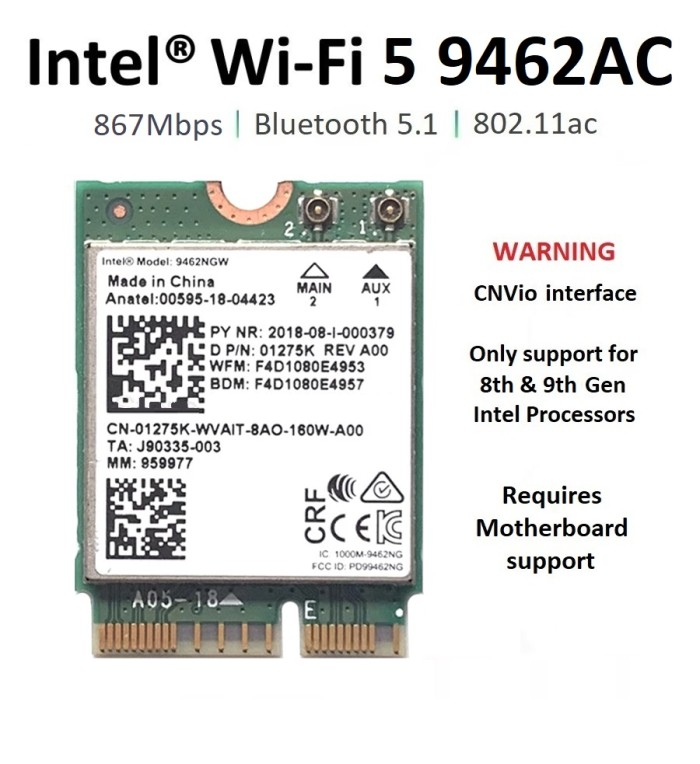 Intel® Wi-Fi 5 9462AC
867Mbps | Bluetooth 5.1 | 802.11ac
2
1
Intel® Model: 9462NGW
Made in China
Anatel:00595-18-04423
MAIN
2
AUX
1
PY NR: 2018-08-I-000379
D P/N: 01275K REV A00
WFM: F4D1080E4953
BDM: F4D1080E4957
CN-01275K-WVAIT-8AO-160W-A00
TA: J90335-003
MM: 959977
CRF
FCC CE KC
IC: 1000M-9462NG
FCC ID: PD99462NG
A05-18
E
WARNING
CNVio interface
Only support for
8th & 9th Gen
Intel Processors
Requires
Motherboard
support